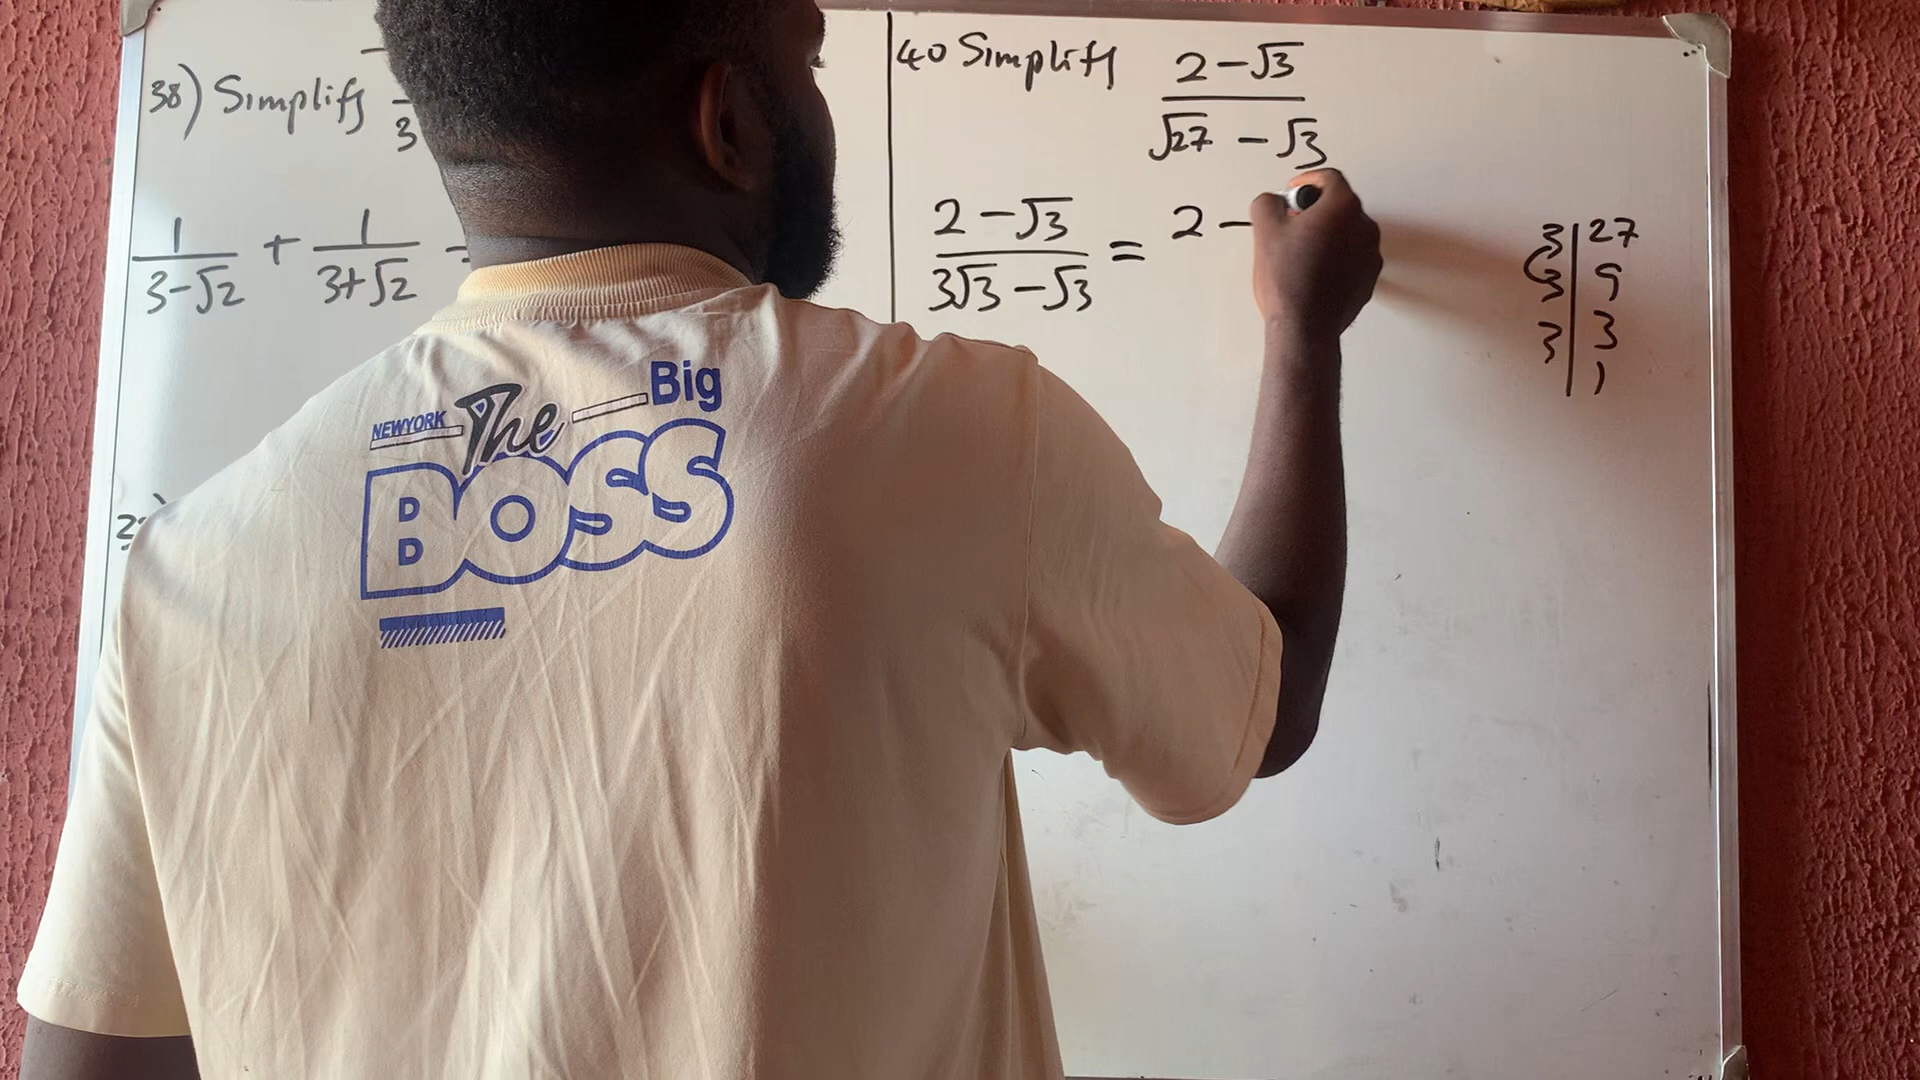 38) Simplify
3
1/(3-√2) + 1/(3+√2) =
40 Simplify (2-√3)/(√27 - √3)
(2-√3)/(3√3-√3) = 2 -
3 | 27
3 | 9
3 | 3
1
NEWYORK The Big
BOSS